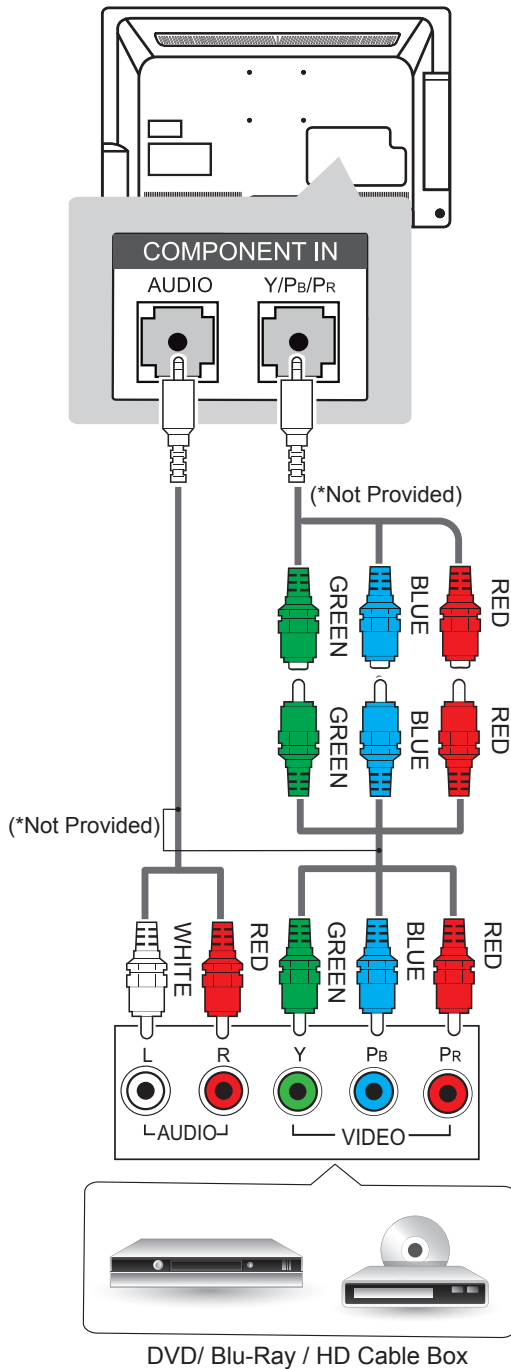 COMPONENT IN
AUDIO Y/PB/PR
(*Not Provided)
GREEN BLUE RED
GREEN BLUE RED
(*Not Provided)
WHITE RED GREEN BLUE RED
L R Y PB PR
AUDIO VIDEO
DVD/ Blu-Ray / HD Cable Box